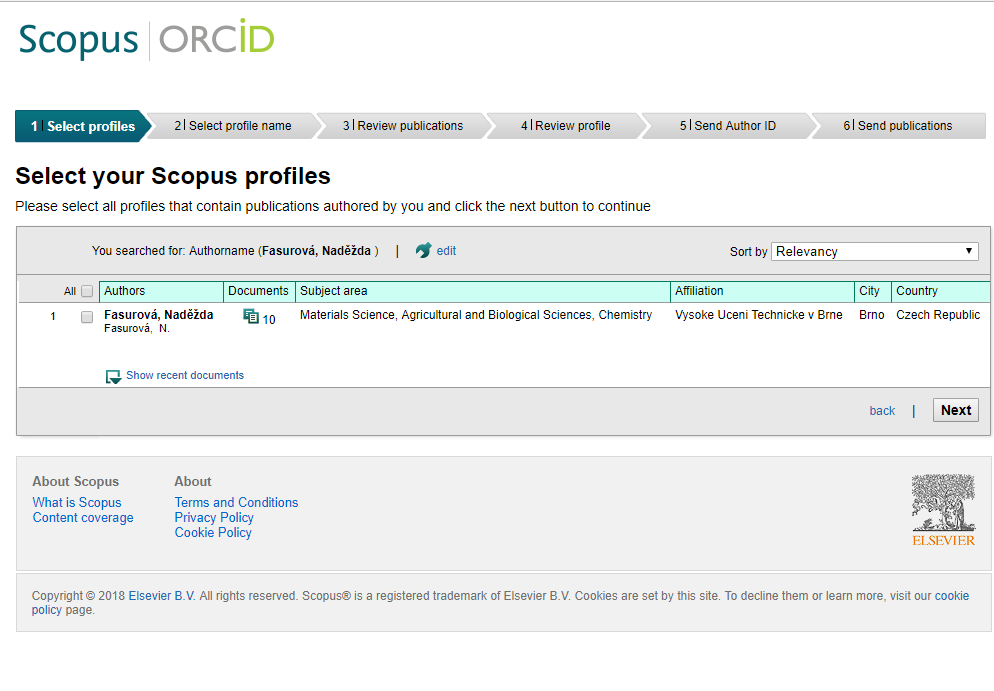 Scopus | ORCiD
1 | Select profiles 2 | Select profile name 3 | Review publications 4 | Review profile 5 | Send Author ID 6 | Send publications
Select your Scopus profiles
Please select all profiles that contain publications authored by you and click the next button to continue
You searched for: Authorname (Fasurová, Naděžda ) | edit Sort by Relevancy
All Authors Documents Subject area Affiliation City Country
1 Fasurová, Naděžda 10 Materials Science, Agricultural and Biological Sciences, Chemistry Vysoke Uceni Technicke v Brne Brno Czech Republic
Fasurová, N.
Show recent documents
back | Next
About Scopus About
What is Scopus Terms and Conditions
Content coverage Privacy Policy
Cookie Policy
ELSEVIER
Copyright © 2018 Elsevier B.V. All rights reserved. Scopus® is a registered trademark of Elsevier B.V. Cookies are set by this site. To decline them or learn more, visit our cookie
policy page.